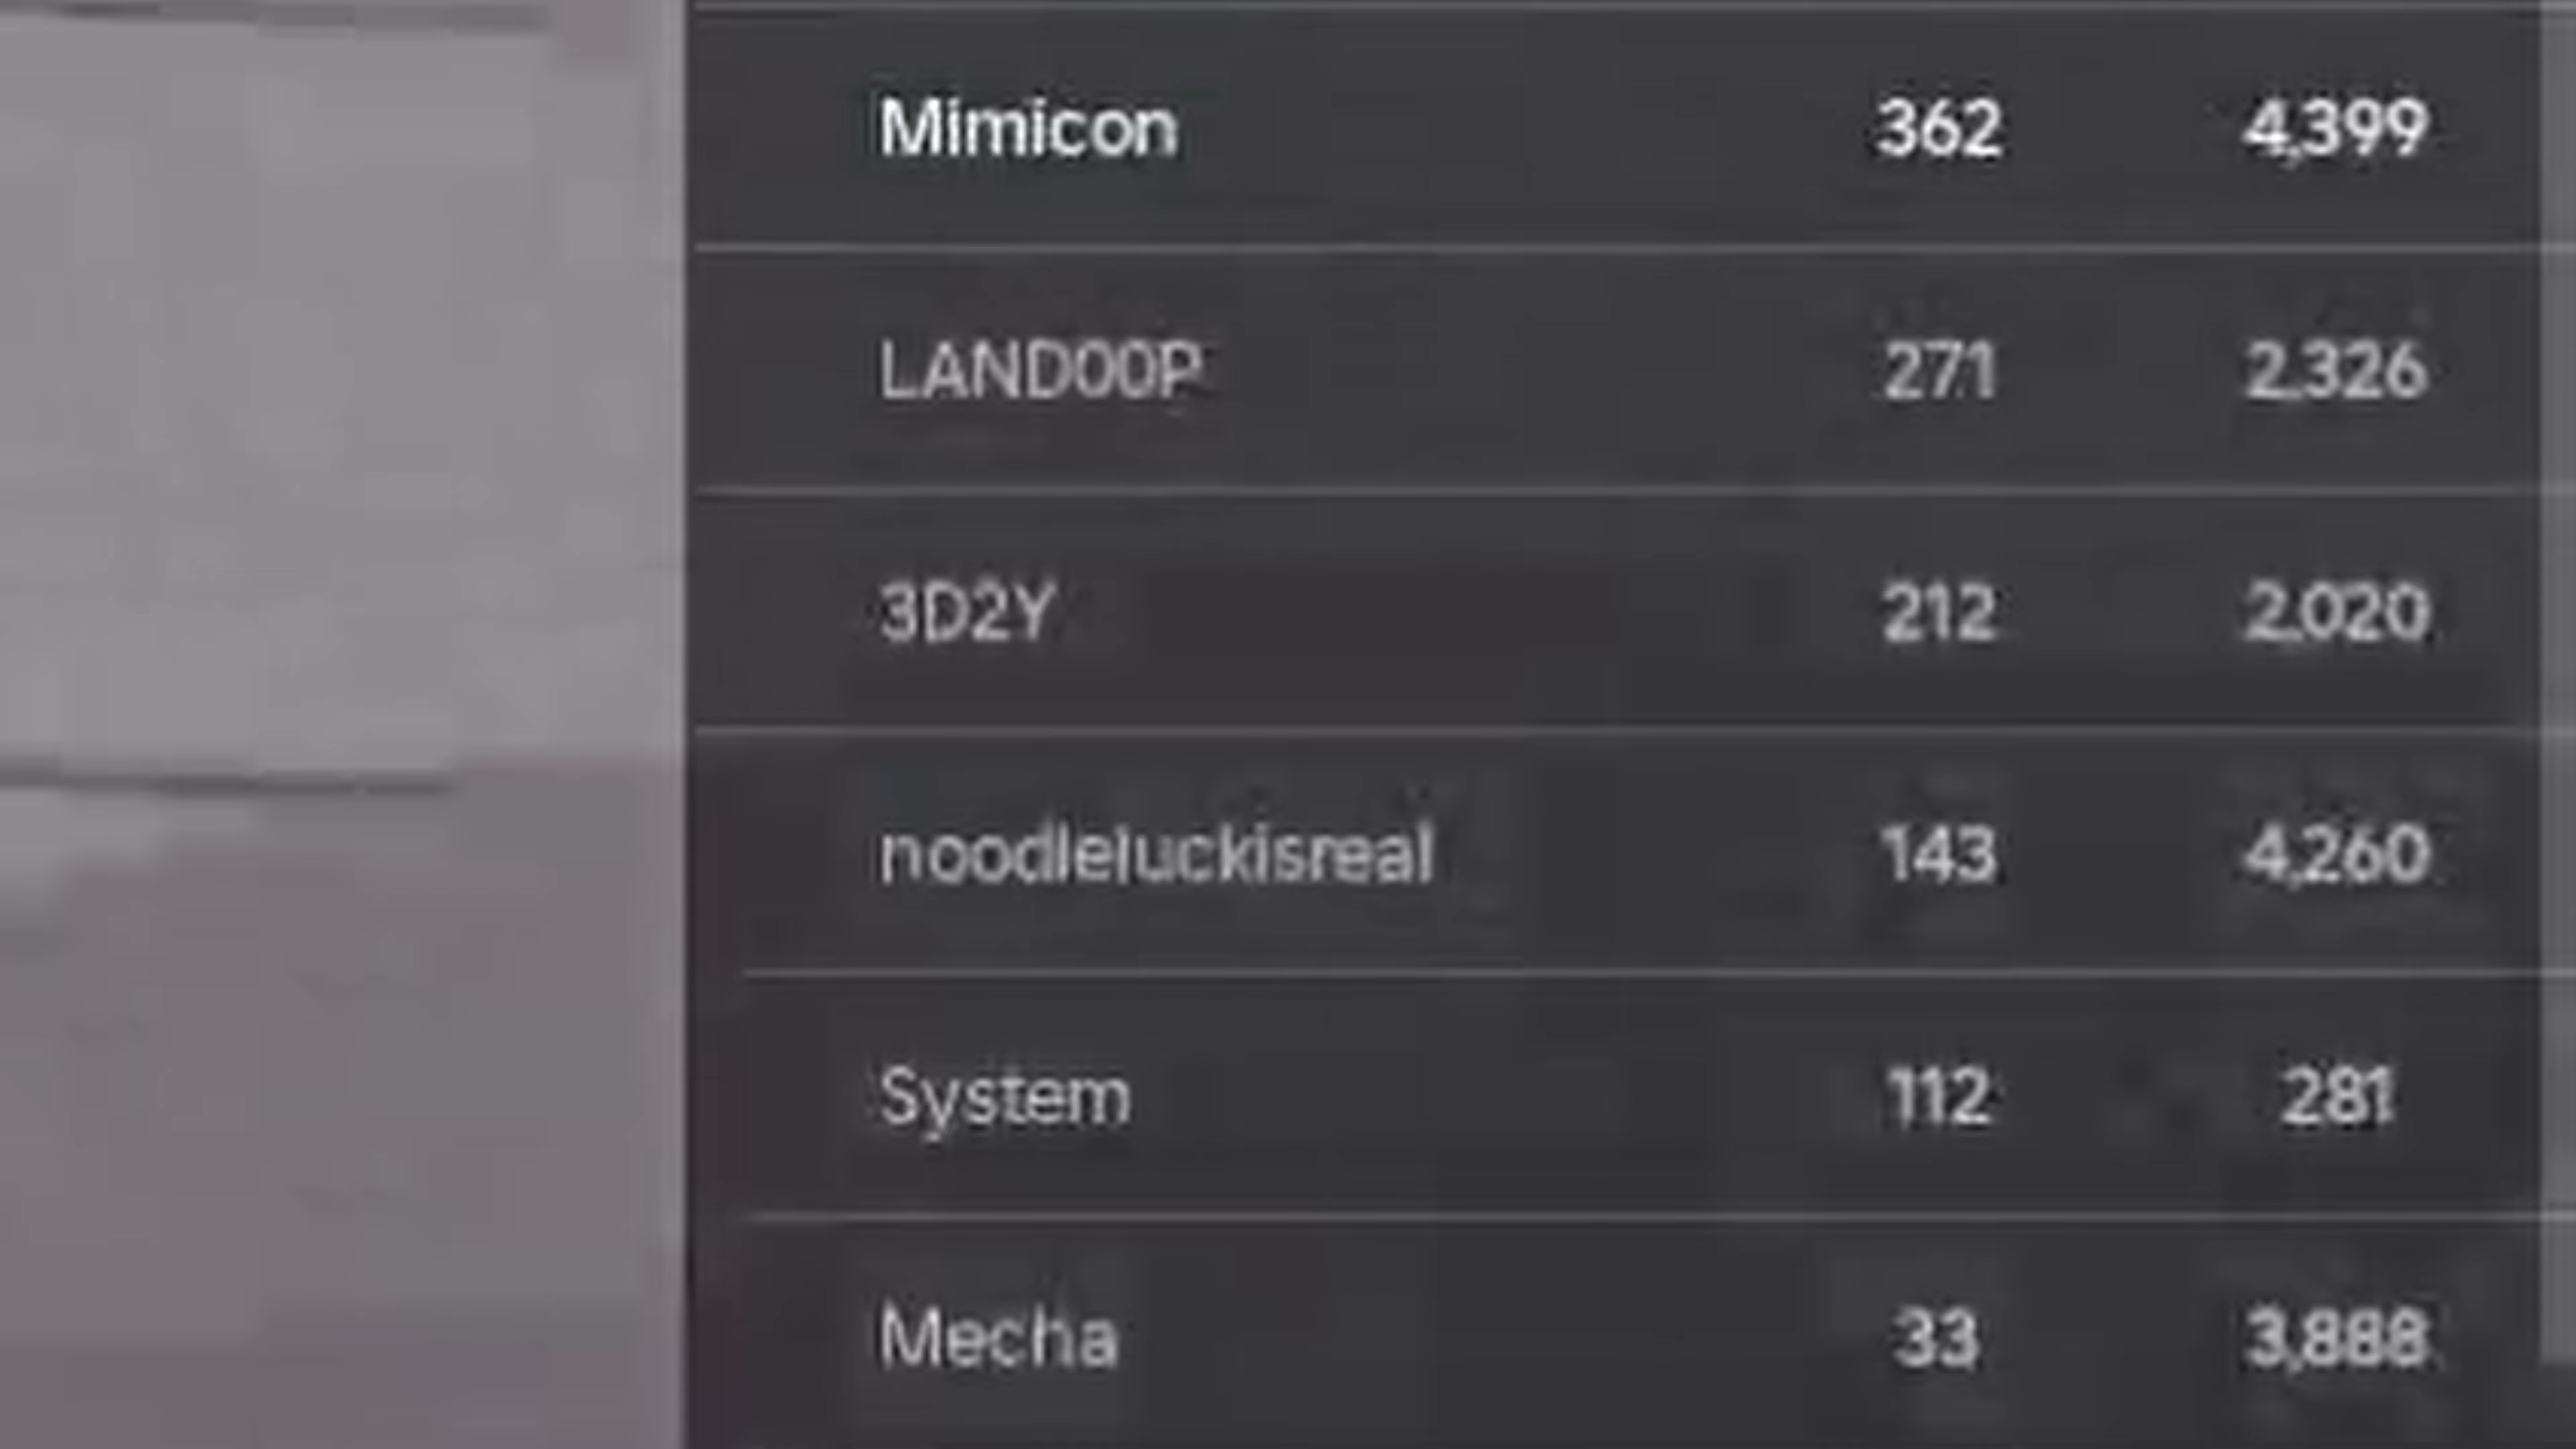 Mimicon 362 4,399
LAND00P 271 2,326
3D2Y 212 2,020
noodleluckisreal 143 4,260
System 112 281
Mecha 33 3,888